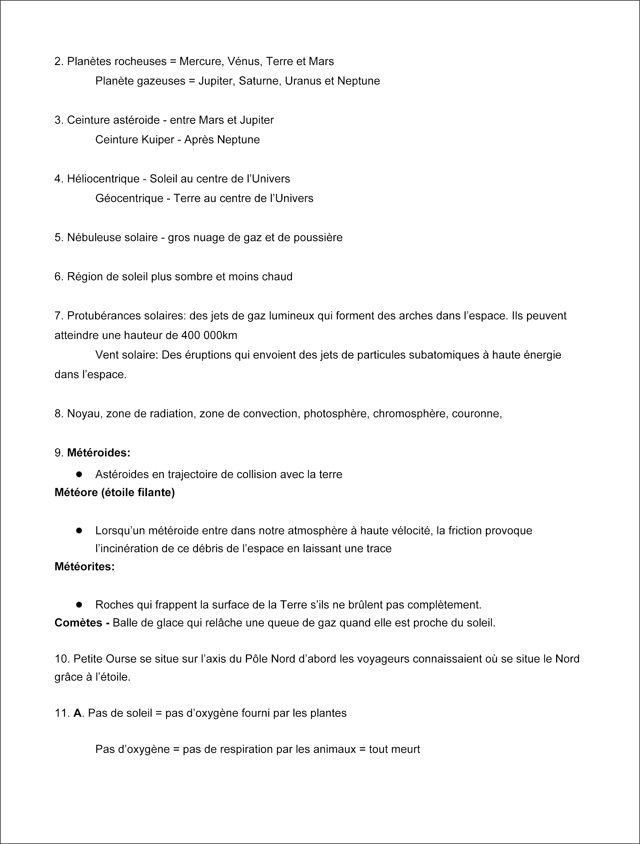 2. Planètes rocheuses = Mercure, Vénus, Terre et Mars
Planète gazeuses = Jupiter, Saturne, Uranus et Neptune
3. Ceinture astéroide - entre Mars et Jupiter
Ceinture Kuiper - Après Neptune
4. Héliocentrique - Soleil au centre de l’Univers
Géocentrique - Terre au centre de l’Univers
5. Nébuleuse solaire - gros nuage de gaz et de poussière
6. Région de soleil plus sombre et moins chaud
7. Protubérances solaires: des jets de gaz lumineux qui forment des arches dans l’espace. Ils peuvent
atteindre une hauteur de 400 000km
Vent solaire: Des éruptions qui envoient des jets de particules subatomiques à haute énergie
dans l’espace.
8. Noyau, zone de radiation, zone de convection, photosphère, chromosphère, couronne,
9. Météroides:
● Astéroides en trajectoire de collision avec la terre
Météore (étoile filante)
● Lorsqu’un météroide entre dans notre atmosphère à haute vélocité, la friction provoque
l’incinération de ce débris de l’espace en laissant une trace
Météorites:
● Roches qui frappent la surface de la Terre s’ils ne brûlent pas complètement.
Comètes - Balle de glace qui relâche une queue de gaz quand elle est proche du soleil.
10. Petite Ourse se situe sur l’axis du Pôle Nord d’abord les voyageurs connaissaient où se situe le Nord
grâce à l’étoile.
11. A. Pas de soleil = pas d’oxygène fourni par les plantes
Pas d’oxygène = pas de respiration par les animaux = tout meurt